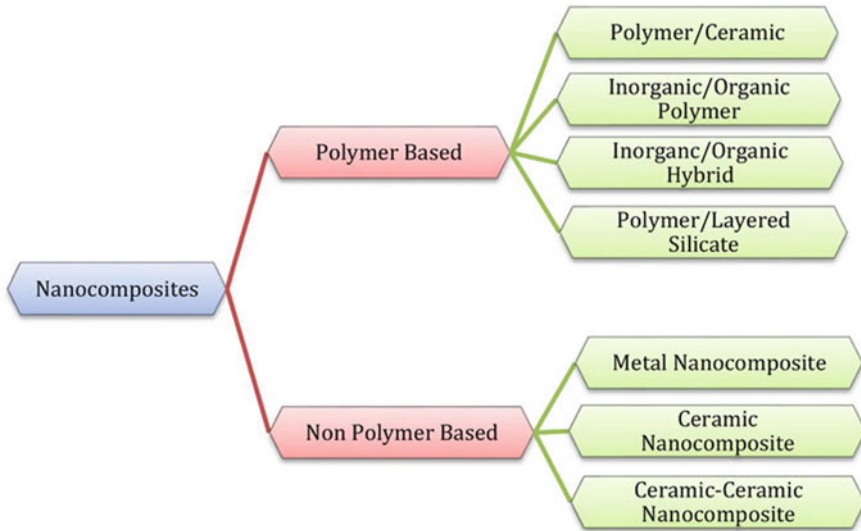 Polymer/Ceramic
Inorganic/Organic
Polymer
Polymer Based
Inorganc/Organic
Hybrid
Polymer/Layered
Silicate
Nanocomposites
Metal Nanocomposite
Non Polymer Based
Ceramic
Nanocomposite
Ceramic-Ceramic
Nanocomposite